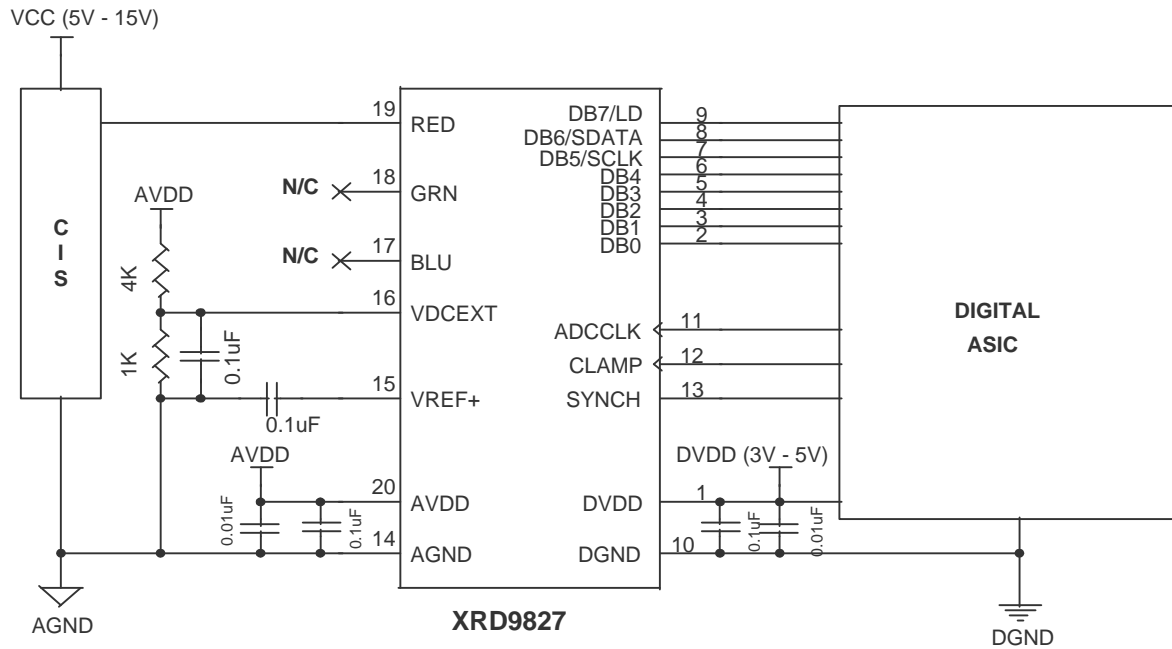 VCC (5V - 15V)
C
I
S
19
RED
N/C
18
GRN
N/C
17
BLU
AVDD
4K
16
VDCEXT
1K
0.1uF
15
VREF+
0.1uF
AVDD
20
AVDD
0.01uF
0.1uF
14
AGND
AGND
XRD9827
DB7/LD
9
DB6/SDATA
8
DB5/SCLK
7
DB4
6
DB3
5
DB2
4
DB1
3
DB0
2
ADCCLK
11
CLAMP
12
SYNCH
13
DVDD (3V - 5V)
DVDD
1
0.1uF
0.01uF
DGND
10
DIGITAL
ASIC
DGND